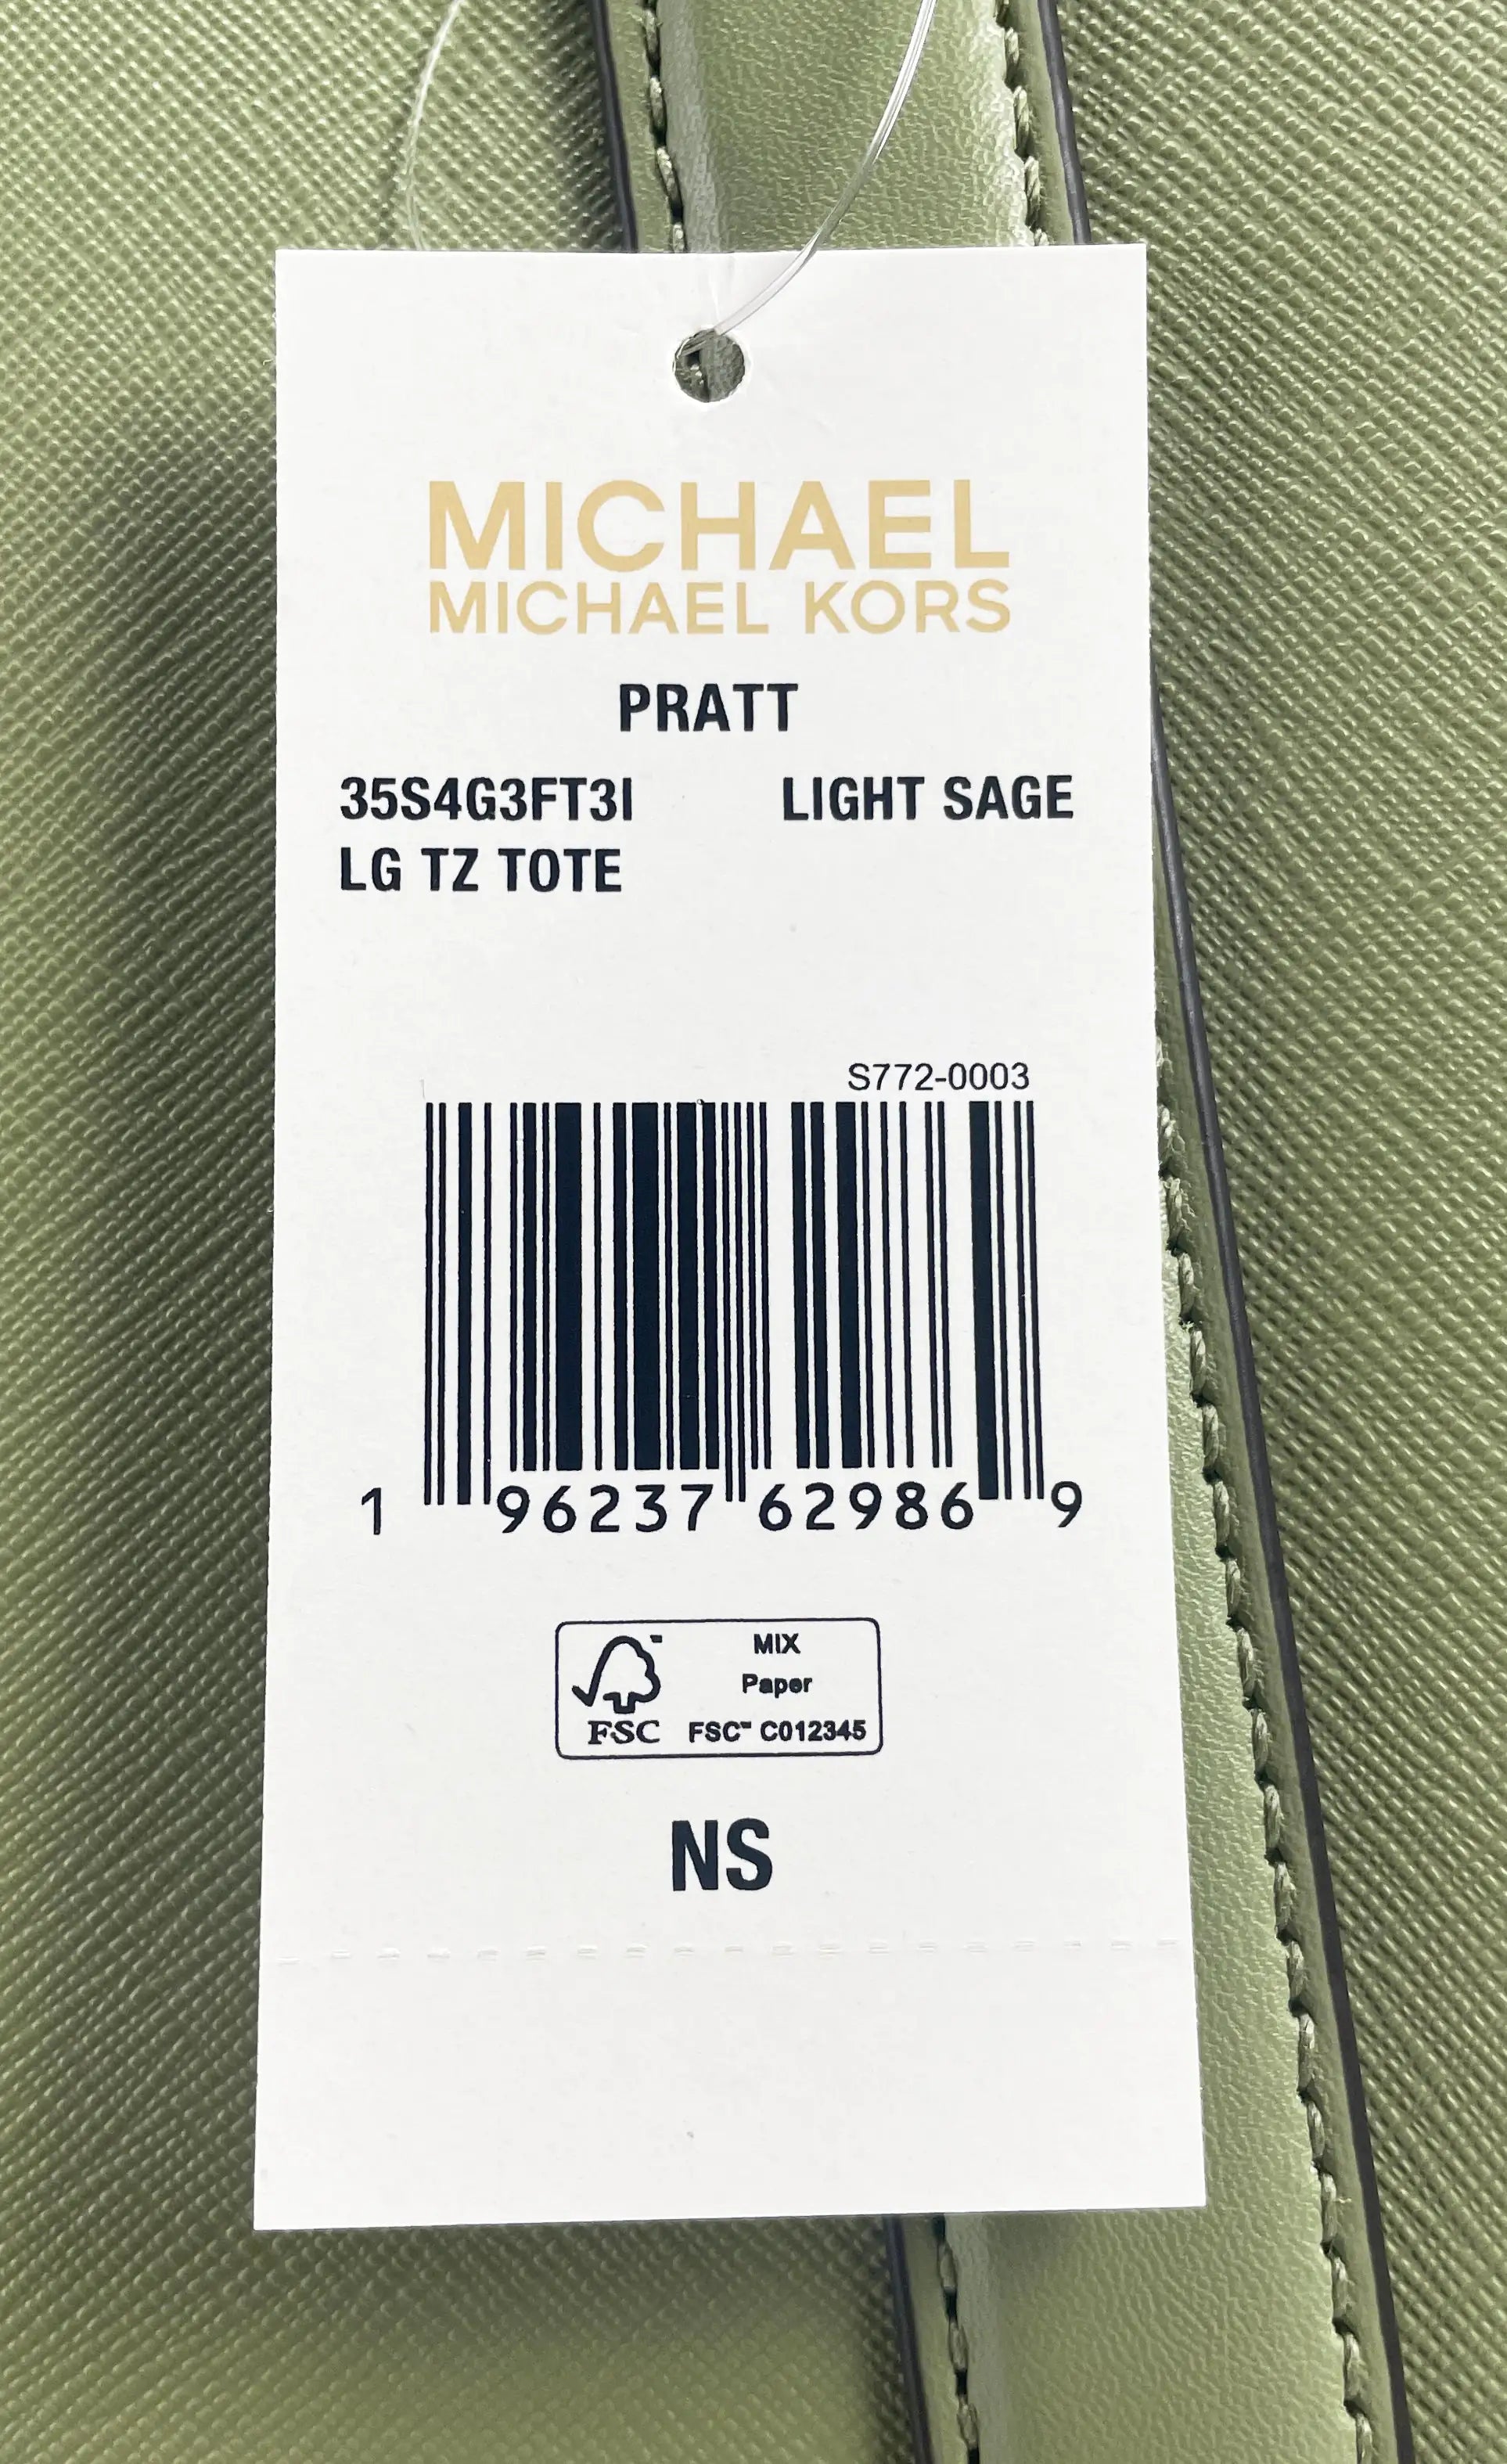 MICHAEL
MICHAEL KORS
PRATT
35S4G3FT3I LIGHT SAGE
LG TZ TOTE
S772-0003
1 96237 62986 9
MIX
Paper
FSC FSC™ C012345
NS